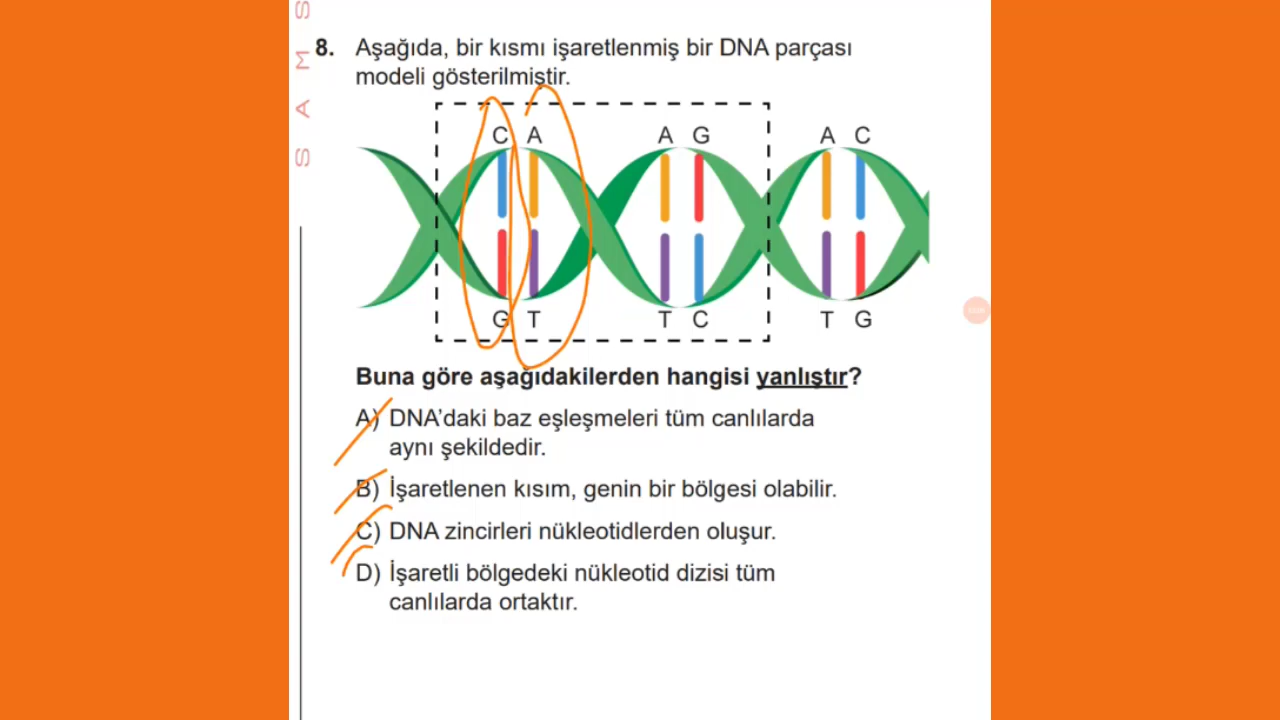 S A M S
8. Aşağıda, bir kısmı işaretlenmiş bir DNA parçası
modeli gösterilmiştir.
C A A G A C
G T T C T G
Buna göre aşağıdakilerden hangisi yanlıştır?
A) DNA'daki baz eşleşmeleri tüm canlılarda
aynı şekildedir.
B) İşaretlenen kısım, genin bir bölgesi olabilir.
C) DNA zincirleri nükleotidlerden oluşur.
D) İşaretli bölgedeki nükleotid dizisi tüm
canlılarda ortaktır.